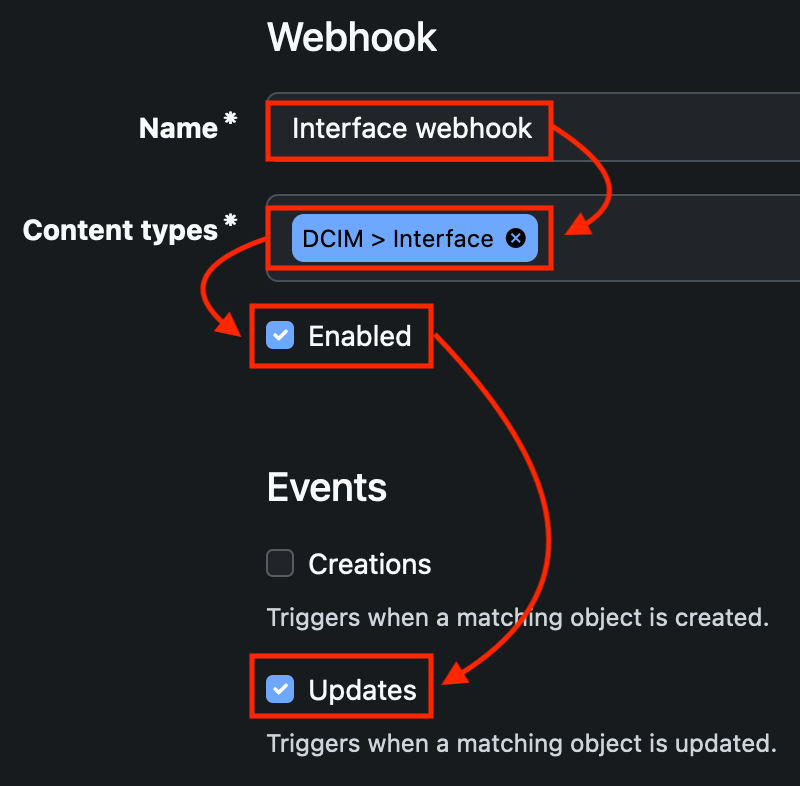 Webhook
Name *
Interface webhook
Content types *
DCIM > Interface
Enabled
Events
Creations
Triggers when a matching object is created.
Updates
Triggers when a matching object is updated.